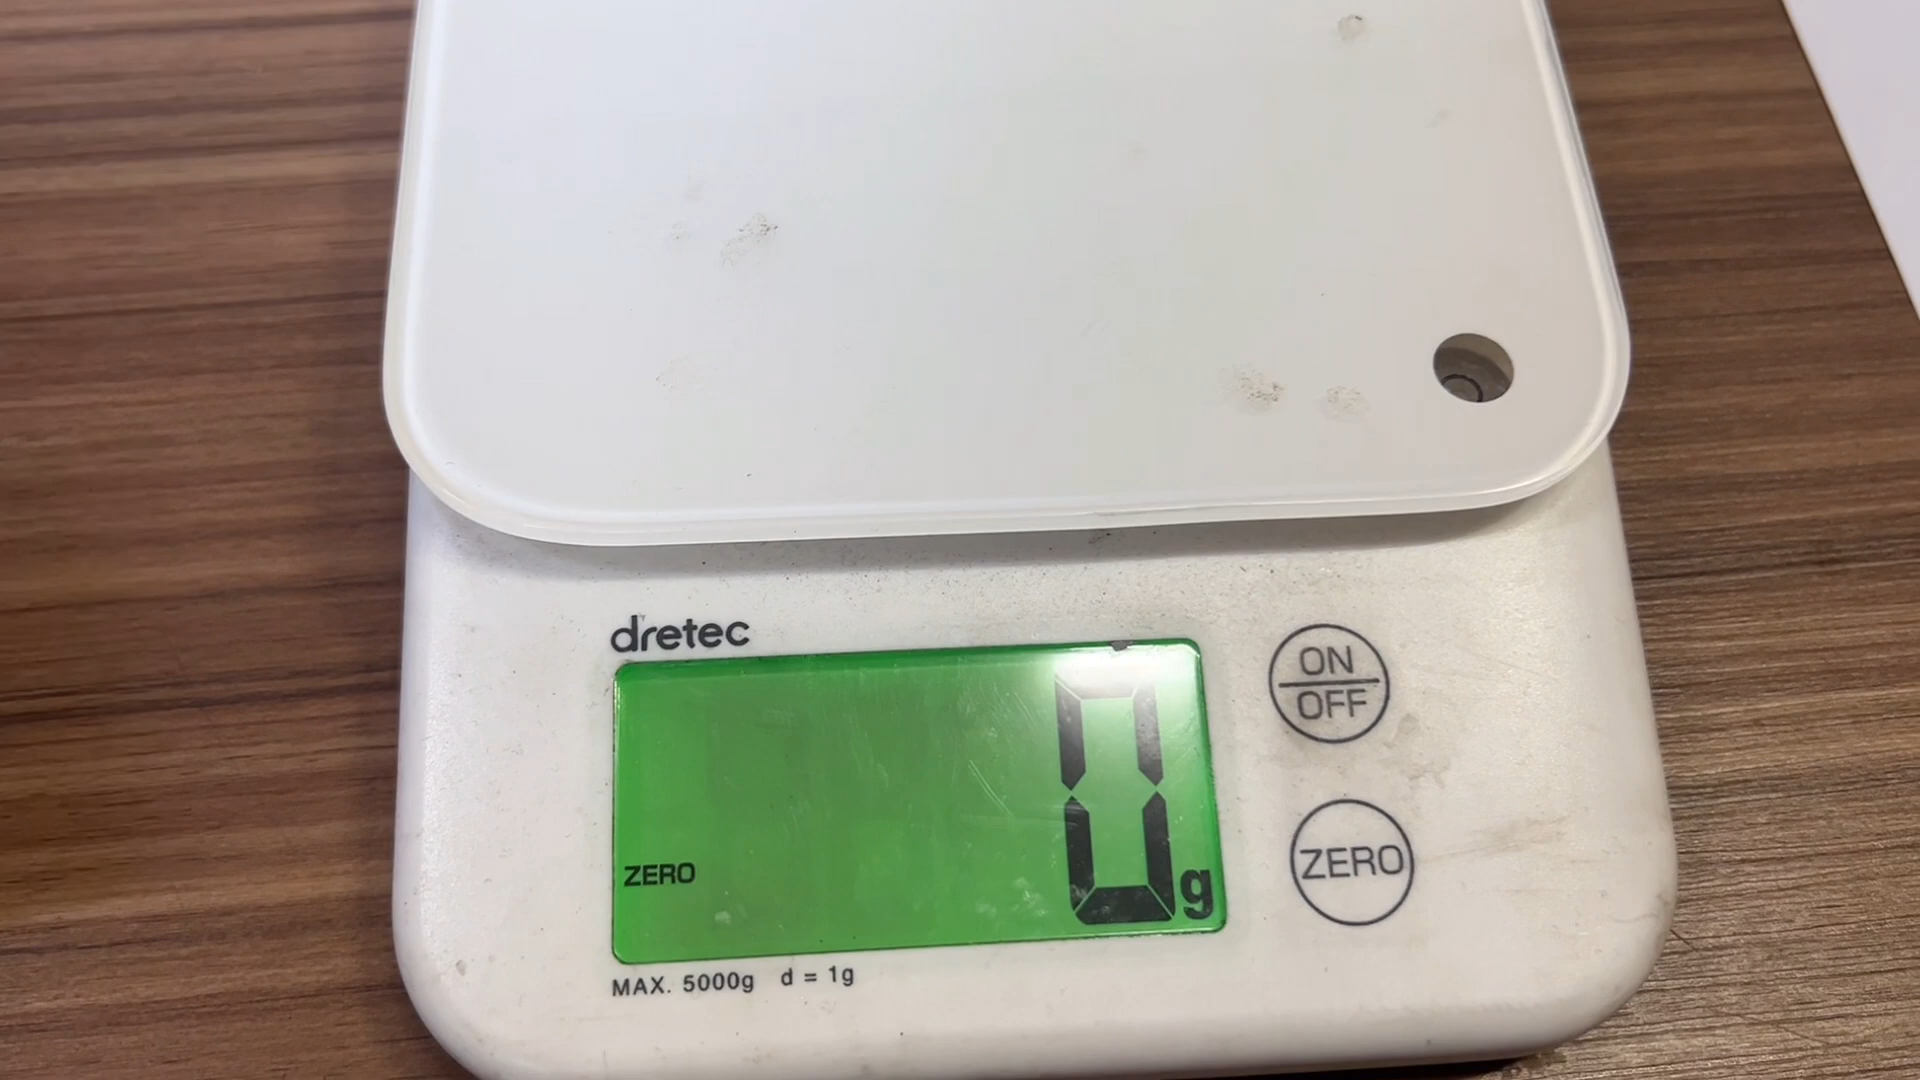 dretec
ON
OFF
0g
ZERO
ZERO
MAX. 5000g d = 1g